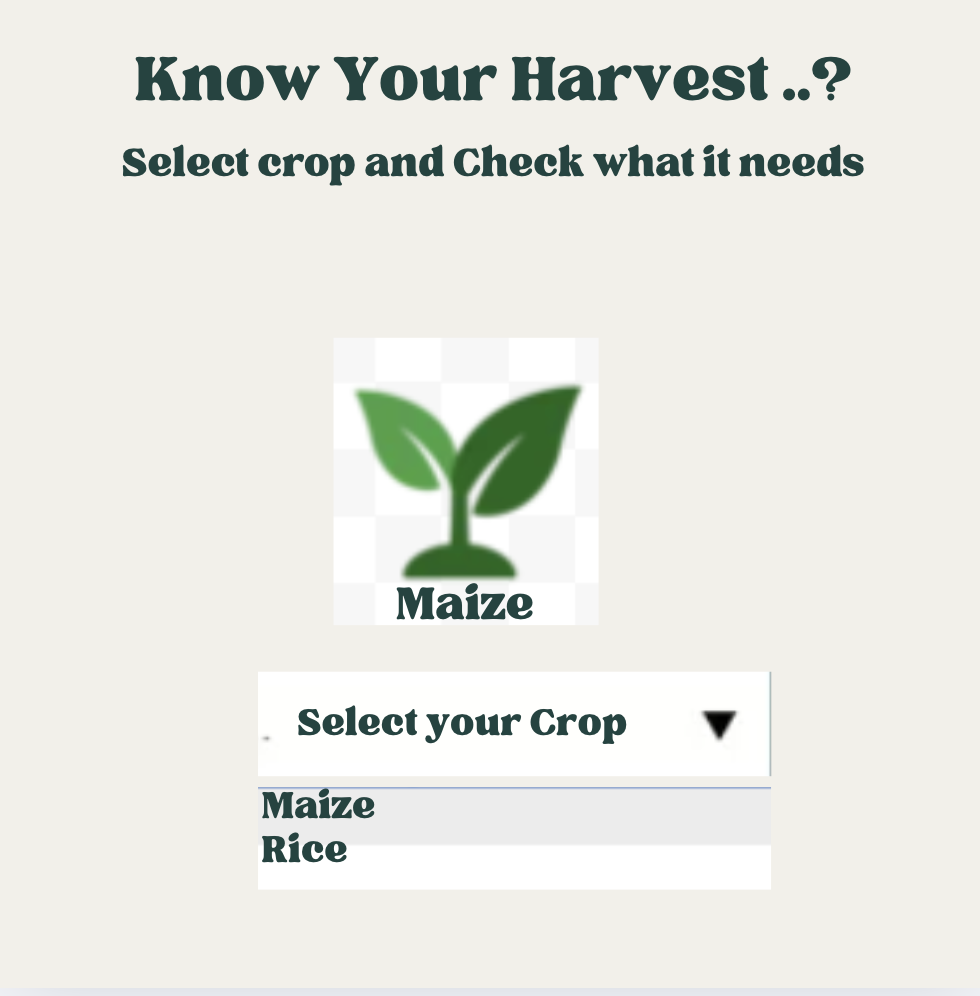 Know Your Harvest ..?
Select crop and Check what it needs
Maize
Select your Crop
Maize
Rice